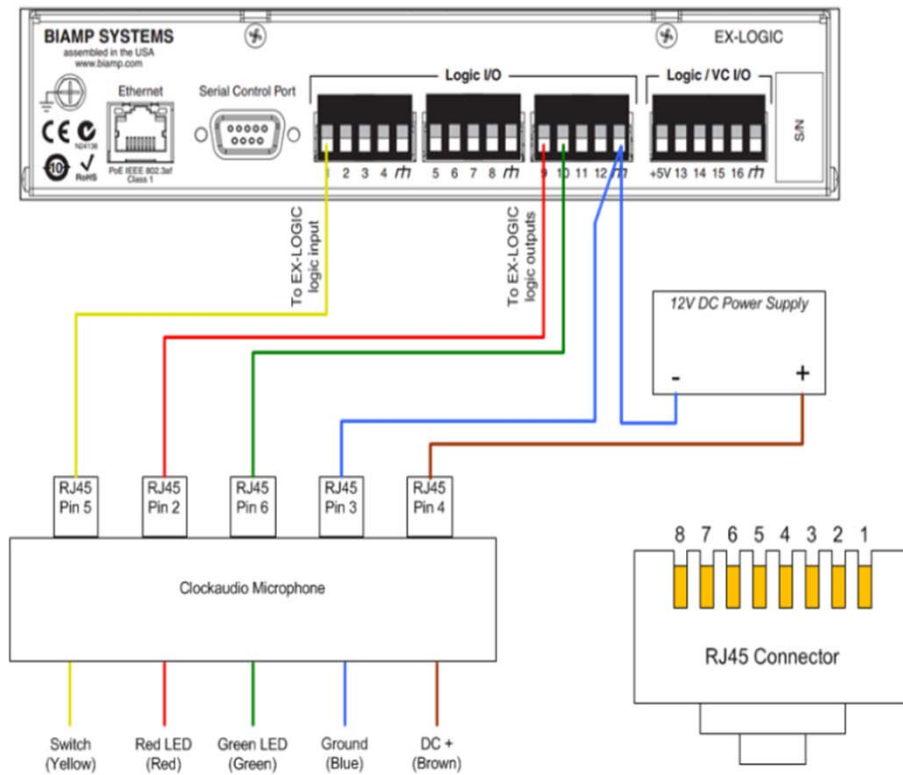 BIAMP SYSTEMS
assembled in the USA
www.biamp.com
EX-LOGIC
Ethernet
Serial Control Port
Logic I/O
Logic / VC I/O
S/N
CE
N24138
10
RoHS
PoE IEEE 802.3af
Class 1
1 2 3 4
5 6 7 8
9 10 11 12
+5V 13 14 15 16
To EX-LOGIC
logic input
To EX-LOGIC
logic outputs
12V DC Power Supply
- +
RJ45
Pin 5
RJ45
Pin 2
RJ45
Pin 6
RJ45
Pin 3
RJ45
Pin 4
Clockaudio Microphone
8 7 6 5 4 3 2 1
RJ45 Connector
Switch
(Yellow)
Red LED
(Red)
Green LED
(Green)
Ground
(Blue)
DC +
(Brown)